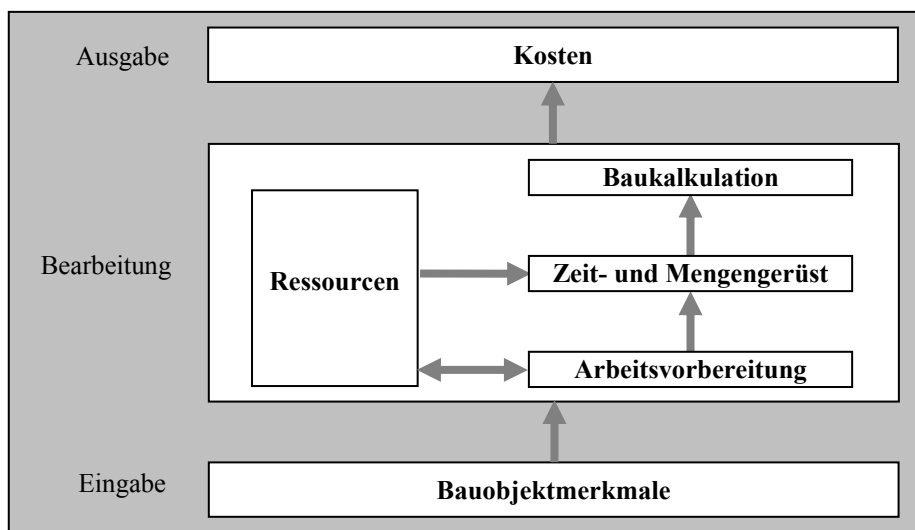 Ausgabe
Kosten
Baukalkulation
Bearbeitung
Ressourcen
Zeit- und Mengengerüst
Arbeitsvorbereitung
Eingabe
Bauobjektmerkmale